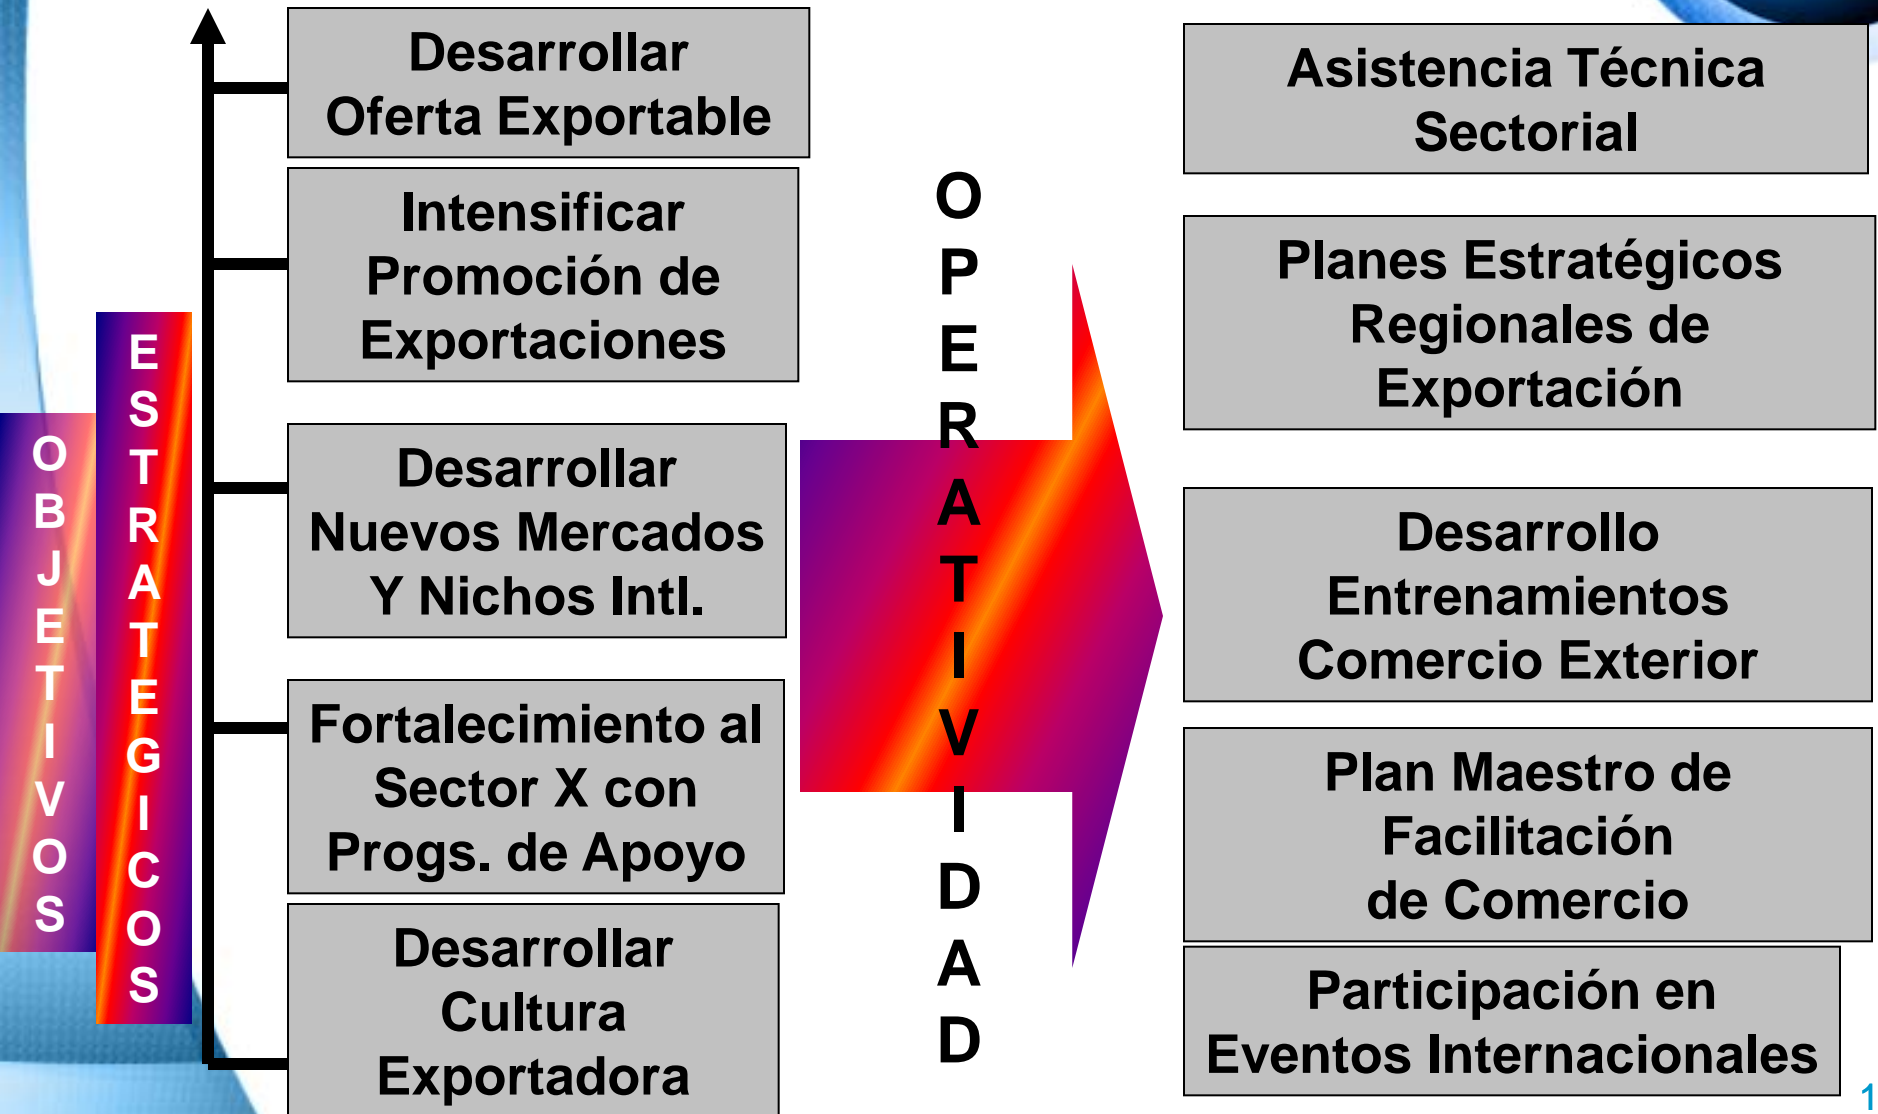 OBJETIVOS
ESTRATEGICOS
Desarrollar
Oferta Exportable
Intensificar
Promoción de
Exportaciones
Desarrollar
Nuevos Mercados
Y Nichos Intl.
Fortalecimiento al
Sector X con
Progs. de Apoyo
Desarrollar
Cultura
Exportadora
OPERATIVIDAD
Asistencia Técnica
Sectorial
Planes Estratégicos
Regionales de
Exportación
Desarrollo
Entrenamientos
Comercio Exterior
Plan Maestro de
Facilitación
de Comercio
Participación en
Eventos Internacionales
1